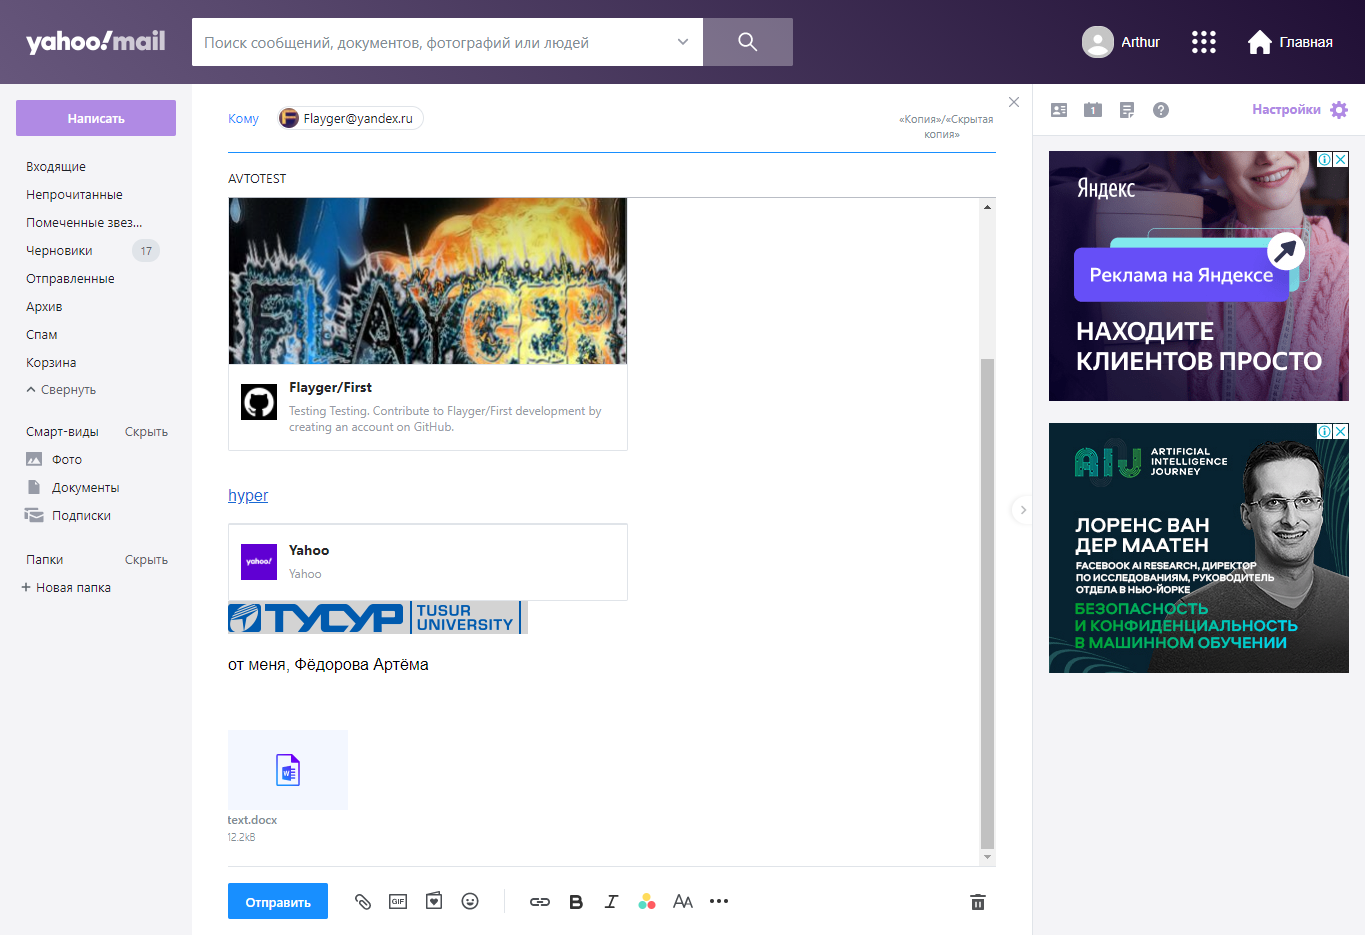 yahoo!mail
Поиск сообщений, документов, фотографий или людей
Arthur
Главная
Написать
Входящие
Непрочитанные
Помеченные звез...
Черновики
17
Отправленные
Архив
Спам
Корзина
Свернуть
Смарт-виды
Скрыть
Фото
Документы
Подписки
Папки
Скрыть
+ Новая папка
Кому
Flayger@yandex.ru
«Копия»/«Скрытая
копия»
AVTOTEST
FLAYGER
Flayger/First
Testing Testing. Contribute to Flayger/First development by
creating an account on GitHub.
hyper
yahoo!
Yahoo
Yahoo
ТУСУР
TUSUR
UNIVERSITY
от меня, Фёдорова Артёма
W
text.docx
12.2kB
Отправить
GIF
B
I
AA
1
?
Настройки
Яндекс
Реклама на Яндексе
НАХОДИТЕ
КЛИЕНТОВ ПРОСТО
AIJ
ARTIFICIAL
INTELLIGENCE
JOURNEY
ЛОРЕНС ВАН
ДЕР МААТЕН
FACEBOOK AI RESEARCH, ДИРЕКТОР
ПО ИССЛЕДОВАНИЯМ, РУКОВОДИТЕЛЬ
ОТДЕЛА В НЬЮ-ЙОРКЕ
БЕЗОПАСНОСТЬ
И КОНФИДЕНЦИАЛЬНОСТЬ
В МАШИННОМ ОБУЧЕНИИ